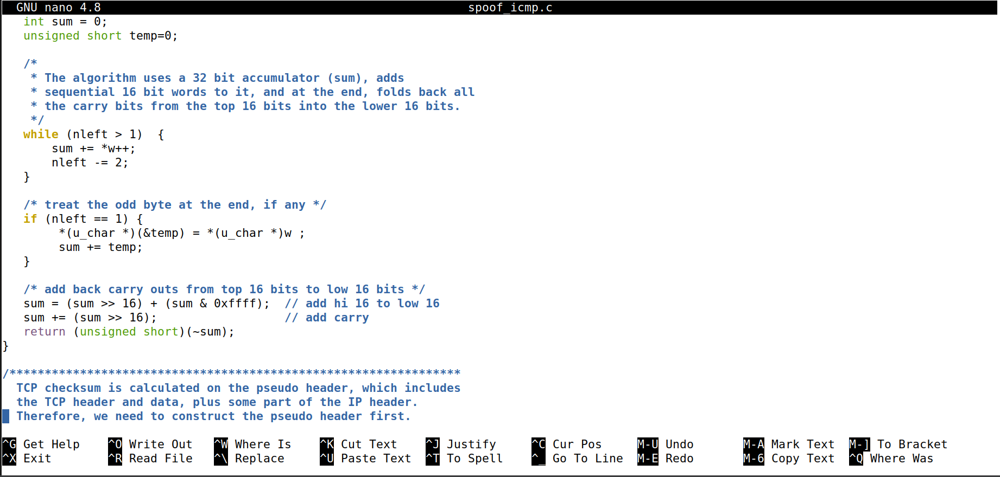 GNU nano 4.8 spoof_icmp.c
int sum = 0;
unsigned short temp=0;
/*
* The algorithm uses a 32 bit accumulator (sum), adds
* sequential 16 bit words to it, and at the end, folds back all
* the carry bits from the top 16 bits into the lower 16 bits.
*/
while (nleft > 1)  {
sum += *w++;
nleft -= 2;
}
/* treat the odd byte at the end, if any */
if (nleft == 1) {
*(u_char *)(&temp) = *(u_char *)w ;
sum += temp;
}
/* add back carry outs from top 16 bits to low 16 bits */
sum = (sum >> 16) + (sum & 0xffff);  // add hi 16 to low 16
sum += (sum >> 16);                  // add carry
return (unsigned short)(~sum);
}
/****************************************************************
TCP checksum is calculated on the pseudo header, which includes
the TCP header and data, plus some part of the IP header.
Therefore, we need to construct the pseudo header first.
^G Get Help ^O Write Out ^W Where Is ^K Cut Text ^J Justify ^C Cur Pos M-U Undo M-A Mark Text M-] To Bracket
^X Exit ^R Read File ^\ Replace ^U Paste Text ^T To Spell ^_ Go To Line M-E Redo M-6 Copy Text ^Q Where Was